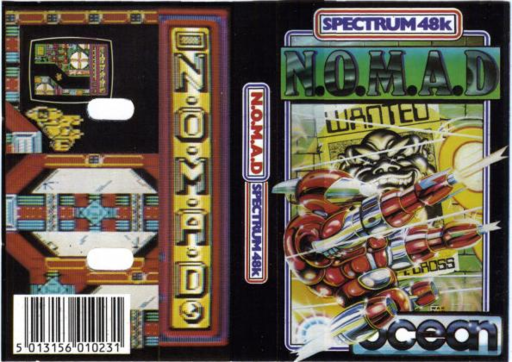 N.O.M.A.D
5 013156 010231
N.O.M.A.D
SPECTRUM 48k
SPECTRUM 48k
N.O.M.A.D
WANTED
CROSS
ocean